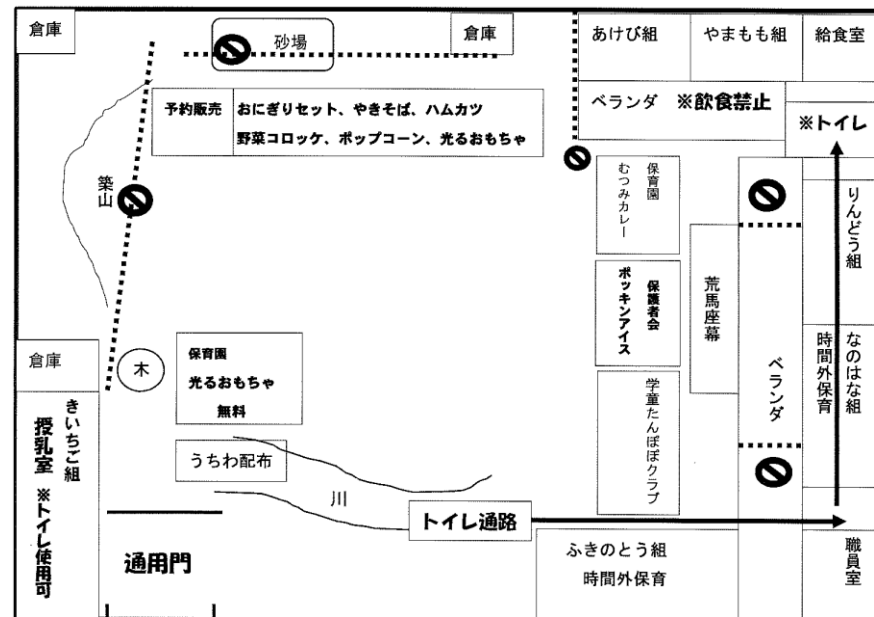 倉庫
砂場
倉庫
あけび組
やまもも組
給食室
予約販売
おにぎりセット、やきそば、ハムカツ
野菜コロッケ、ポップコーン、光るおもちゃ
ベランダ ※飲食禁止
※トイレ
築山
保育園
むつみカレー
りんどう組
保護者会
ポッキンアイス
荒馬座幕
ベランダ
なのはな組
時間外保育
倉庫
木
保育園
光るおもちゃ
無料
学童たんぽぽクラブ
きいちご組
授乳室 ※トイレ使用可
うちわ配布
川
トイレ通路
通用門
ふきのとう組
時間外保育
職員室